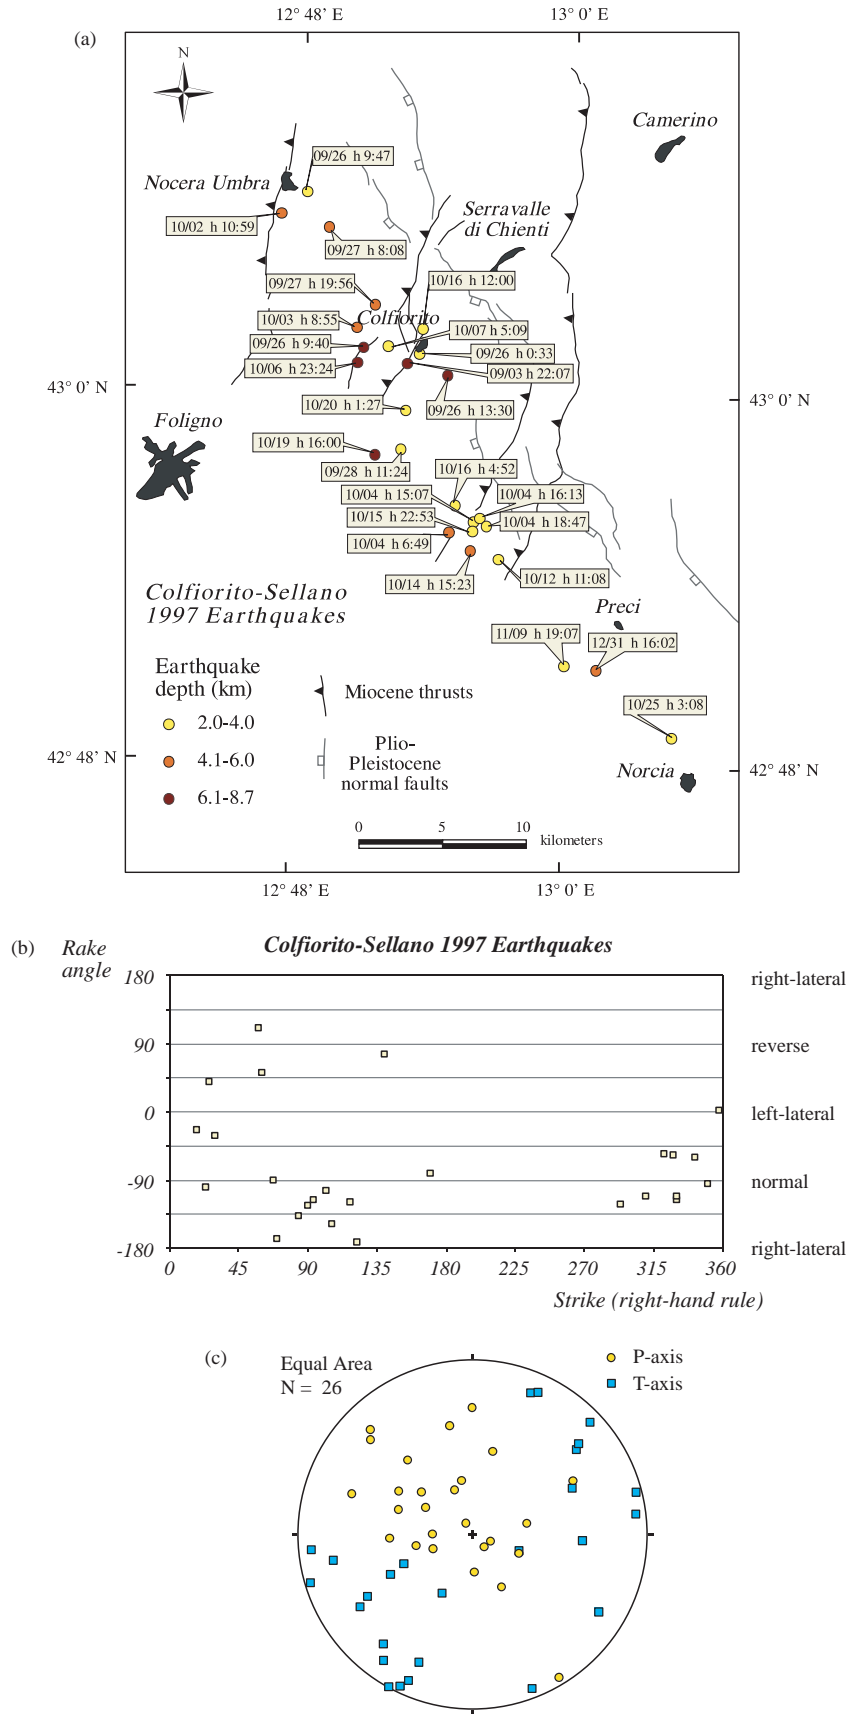 12° 48' E
13° 0' E
(a)
N
Camerino
09/26 h 9:47
Nocera Umbra
Serravalle
di Chienti
10/02 h 10:59
09/27 h 8:08
09/27 h 19:56
10/16 h 12:00
10/03 h 8:55
Colfiorito
10/07 h 5:09
09/26 h 9:40
09/26 h 0:33
10/06 h 23:24
09/03 h 22:07
43° 0' N
43° 0' N
10/20 h 1:27
09/26 h 13:30
Foligno
10/19 h 16:00
09/28 h 11:24
10/16 h 4:52
10/04 h 15:07
10/04 h 16:13
10/15 h 22:53
10/04 h 18:47
10/04 h 6:49
10/14 h 15:23
10/12 h 11:08
Colfiorito-Sellano
1997 Earthquakes
Preci
11/09 h 19:07
12/31 h 16:02
Earthquake
depth (km)
2.0-4.0
4.1-6.0
6.1-8.7
Miocene thrusts
Plio-
Pleistocene
normal faults
10/25 h 3:08
42° 48' N
42° 48' N
Norcia
0
5
10
kilometers
12° 48' E
13° 0' E
(b)
Rake
angle
Colfiorito-Sellano 1997 Earthquakes
180
right-lateral
90
reverse
0
left-lateral
-90
normal
-180
right-lateral
0
45
90
135
180
225
270
315
360
Strike (right-hand rule)
(c)
Equal Area
N = 26
P-axis
T-axis